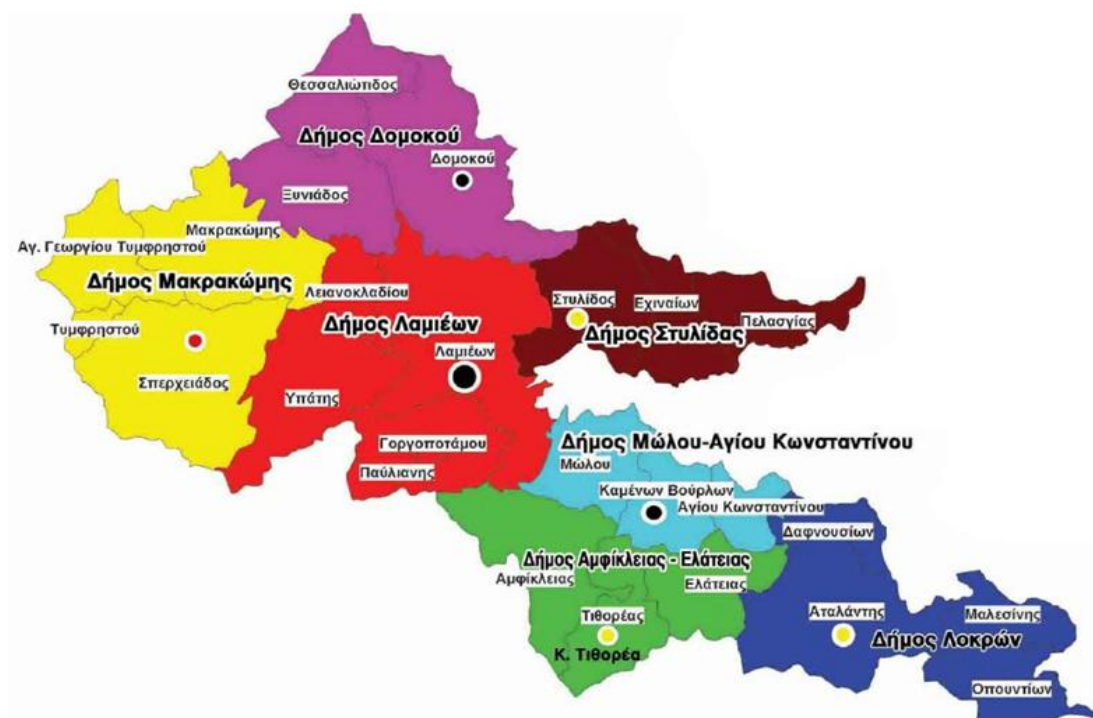 Θεσσαλιώτιδος
Δήμος Δομοκού
Δομοκού
Ξυνιάδος
Μακρακώμης
Αγ. Γεωργίου Τυμφρηστού
Δήμος Μακρακώμης
Τυμφρηστού
Σπερχειάδος
Λειανοκλαδίου
Δήμος Λαμιέων
Λαμιέων
Υπάτης
Γοργοποτάμου
Παύλιανης
Στυλίδος
Εχιναίων
Πελασγίας
Δήμος Στυλίδας
Δήμος Μώλου-Αγίου Κωνσταντίνου
Μώλου
Καμένων Βούρλων
Αγίου Κωνσταντίνου
Δαφνουσίων
Δήμος Αμφίκλειας - Ελάτειας
Αμφίκλειας
Ελάτειας
Τιθορέας
Κ. Τιθορέα
Αταλάντης
Μαλεσίνης
Δήμος Λοκρών
Οπουντίων